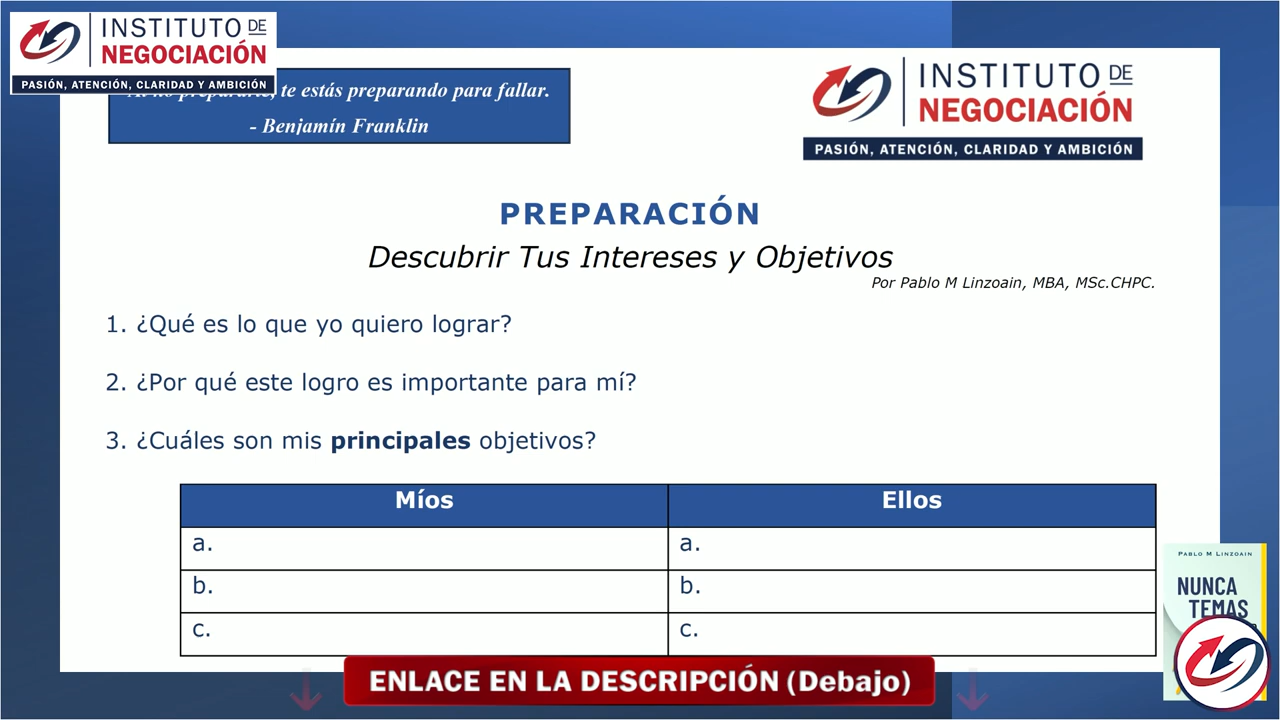 INSTITUTO DE
NEGOCIACIÓN
PASIÓN, ATENCIÓN, CLARIDAD Y AMBICIÓN
te estás preparando para fallar.
- Benjamín Franklin
INSTITUTO DE
NEGOCIACIÓN
PASIÓN, ATENCIÓN, CLARIDAD Y AMBICIÓN
PREPARACIÓN
Descubrir Tus Intereses y Objetivos
Por Pablo M Linzoain, MBA, MSc.CHPC.
1. ¿Qué es lo que yo quiero lograr?
2. ¿Por qué este logro es importante para mí?
3. ¿Cuáles son mis principales objetivos?
Míos Ellos
a. a.
b. b.
c. c.
PABLO M LINZOAIN
NUNCA
TEMAS
ENLACE EN LA DESCRIPCIÓN (Debajo)